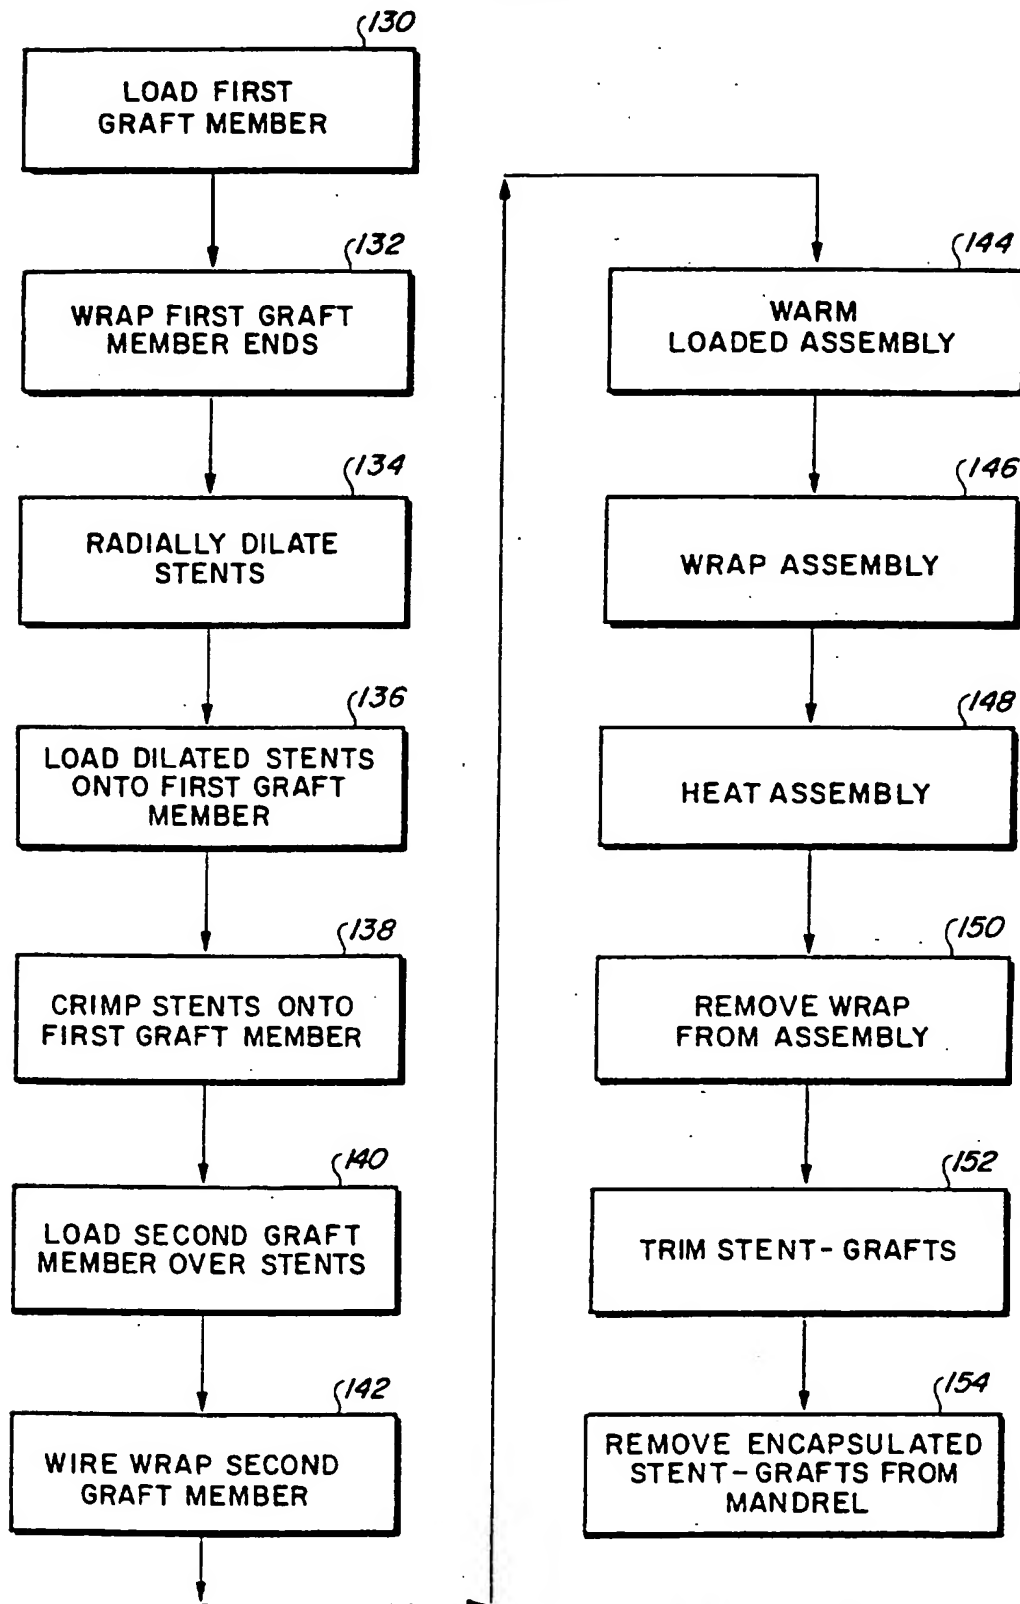 130
LOAD FIRST
GRAFT MEMBER
132
WRAP FIRST GRAFT
MEMBER ENDS
134
RADIALLY DILATE
STENTS
136
LOAD DILATED STENTS
ONTO FIRST GRAFT
MEMBER
138
CRIMP STENTS ONTO
FIRST GRAFT MEMBER
140
LOAD SECOND GRAFT
MEMBER OVER STENTS
142
WIRE WRAP SECOND
GRAFT MEMBER
144
WARM
LOADED ASSEMBLY
146
WRAP ASSEMBLY
148
HEAT ASSEMBLY
150
REMOVE WRAP
FROM ASSEMBLY
152
TRIM STENT-GRAFTS
154
REMOVE ENCAPSULATED
STENT-GRAFTS FROM
MANDREL